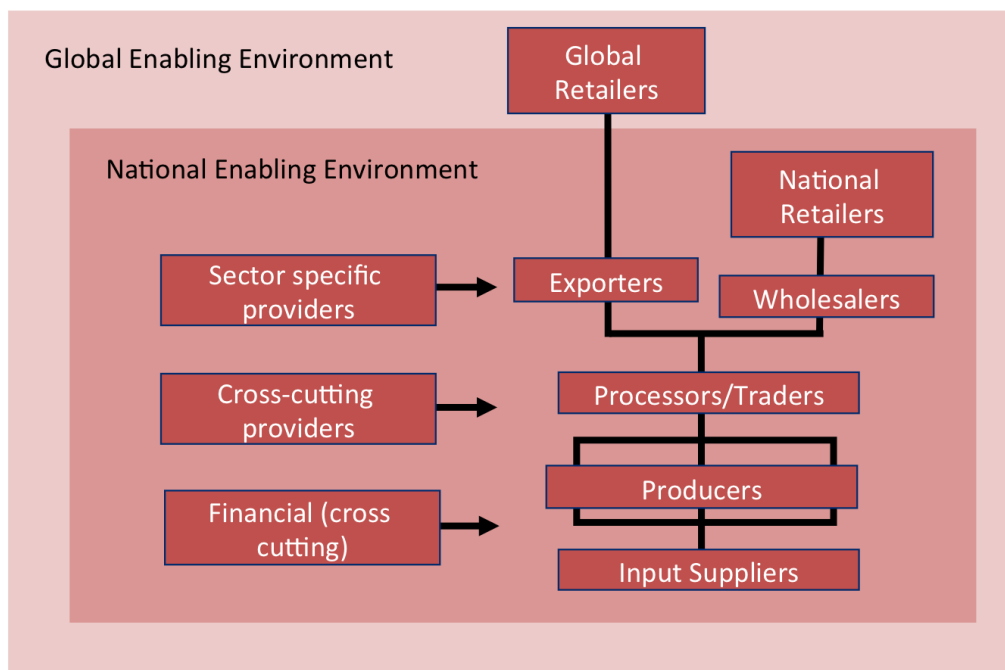 Global Enabling Environment
Global
Retailers
National Enabling Environment
National
Retailers
Sector specific
providers
Exporters
Wholesalers
Cross-cutting
providers
Processors/Traders
Producers
Financial (cross
cutting)
Input Suppliers